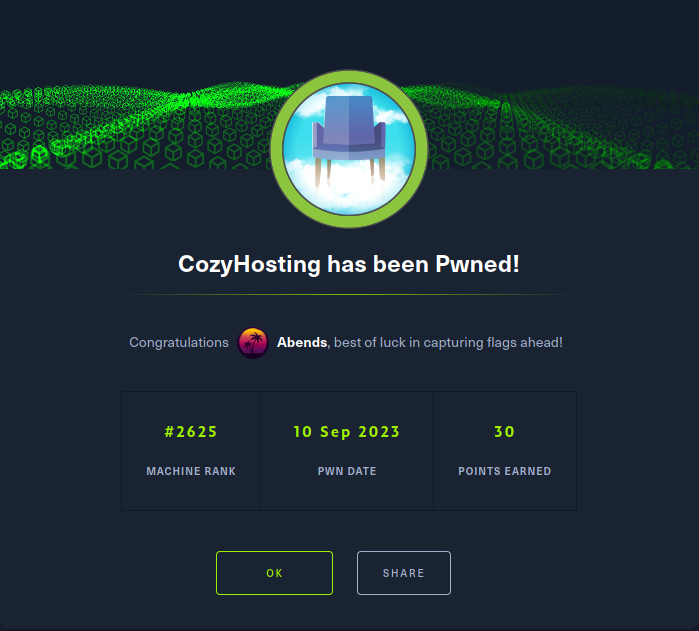 CozyHosting has been Pwned!
Congratulations Abends, best of luck in capturing flags ahead!
#2625 10 Sep 2023 30
MACHINE RANK PWN DATE POINTS EARNED
OK SHARE